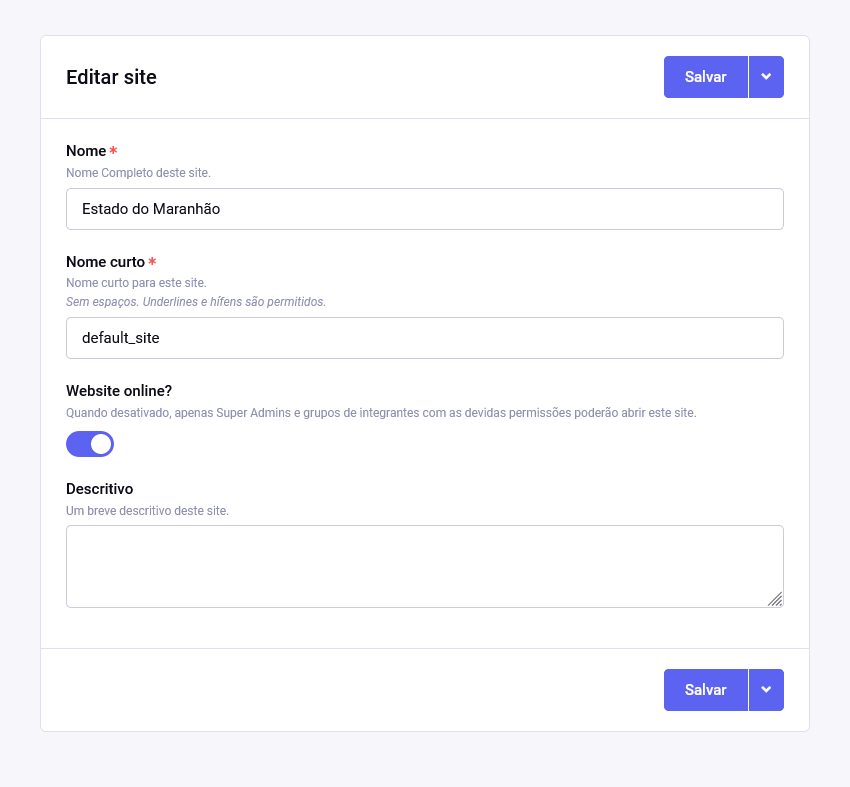 Editar site
Salvar
Nome *
Nome Completo deste site.
Estado do Maranhão
Nome curto *
Nome curto para este site.
Sem espaços. Underlines e hífens são permitidos.
default_site
Website online?
Quando desativado, apenas Super Admins e grupos de integrantes com as devidas permissões poderão abrir este site.
Descritivo
Um breve descritivo deste site.
Salvar